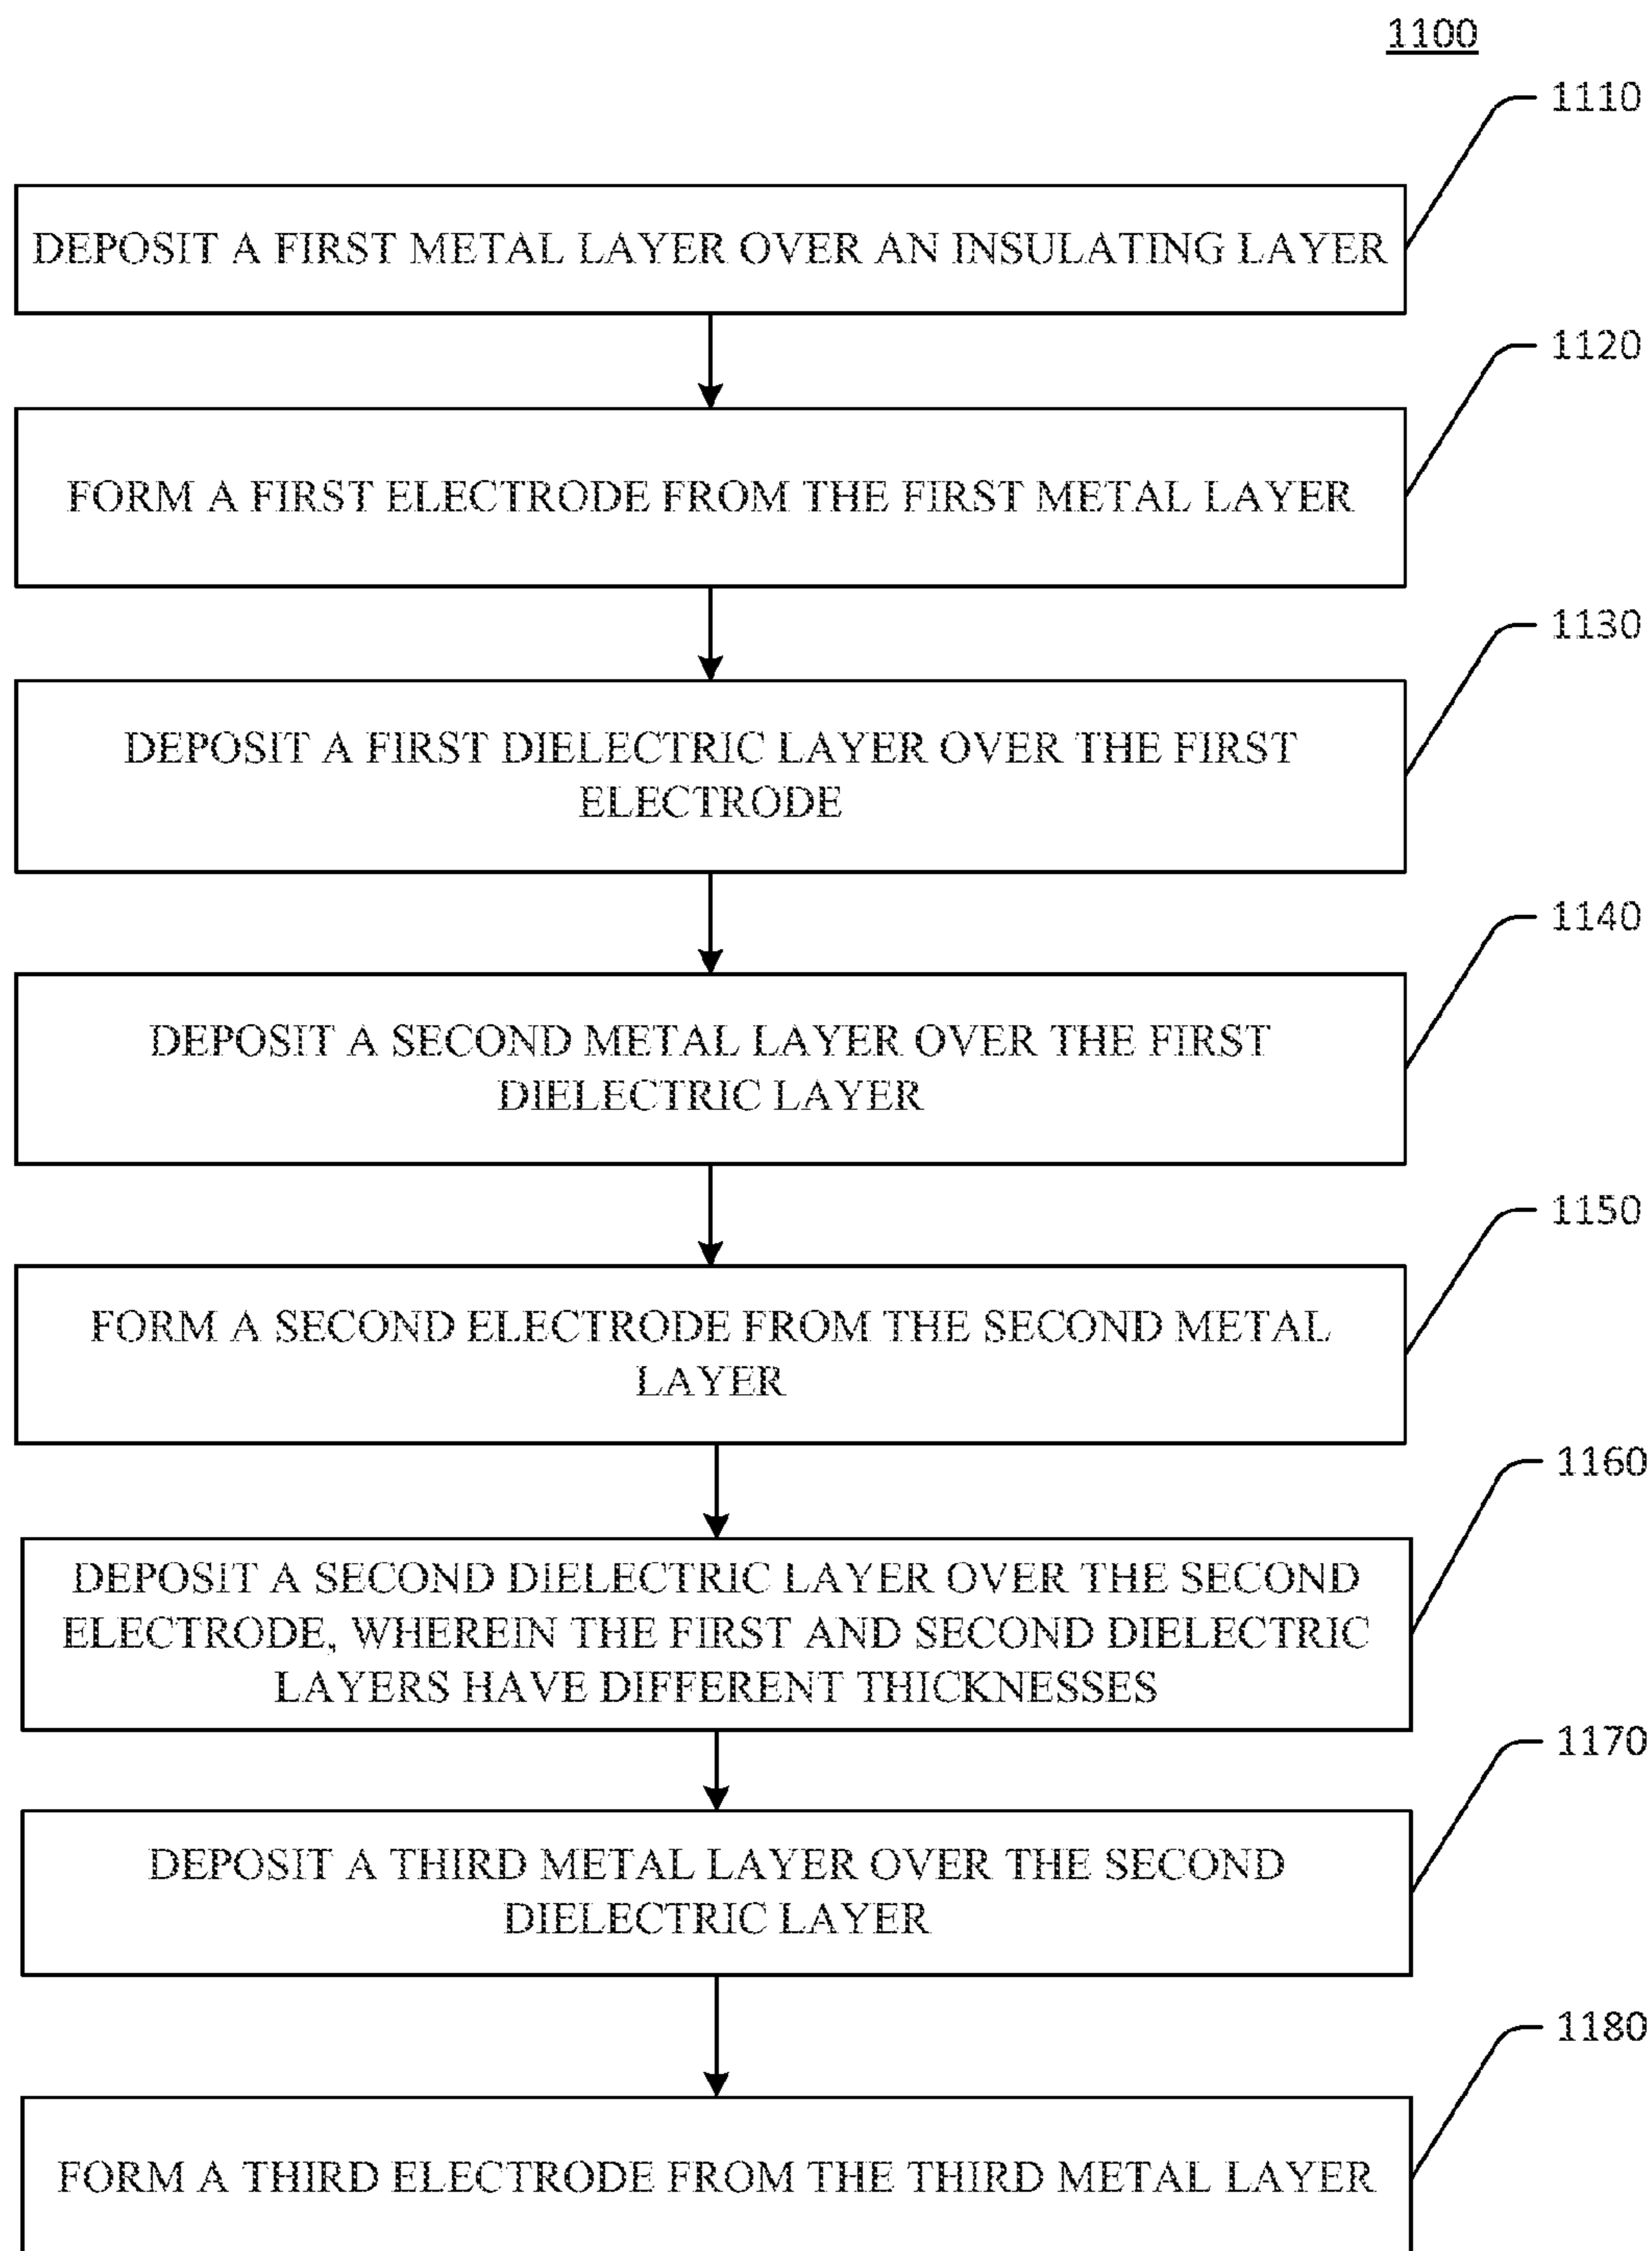 1100
1110
DEPOSIT A FIRST METAL LAYER OVER AN INSULATING LAYER
1120
FORM A FIRST ELECTRODE FROM THE FIRST METAL LAYER
1130
DEPOSIT A FIRST DIELECTRIC LAYER OVER THE FIRST
ELECTRODE
1140
DEPOSIT A SECOND METAL LAYER OVER THE FIRST
DIELECTRIC LAYER
1150
FORM A SECOND ELECTRODE FROM THE SECOND METAL
LAYER
1160
DEPOSIT A SECOND DIELECTRIC LAYER OVER THE SECOND
ELECTRODE, WHEREIN THE FIRST AND SECOND DIELECTRIC
LAYERS HAVE DIFFERENT THICKNESSES
1170
DEPOSIT A THIRD METAL LAYER OVER THE SECOND
DIELECTRIC LAYER
1180
FORM A THIRD ELECTRODE FROM THE THIRD METAL LAYER